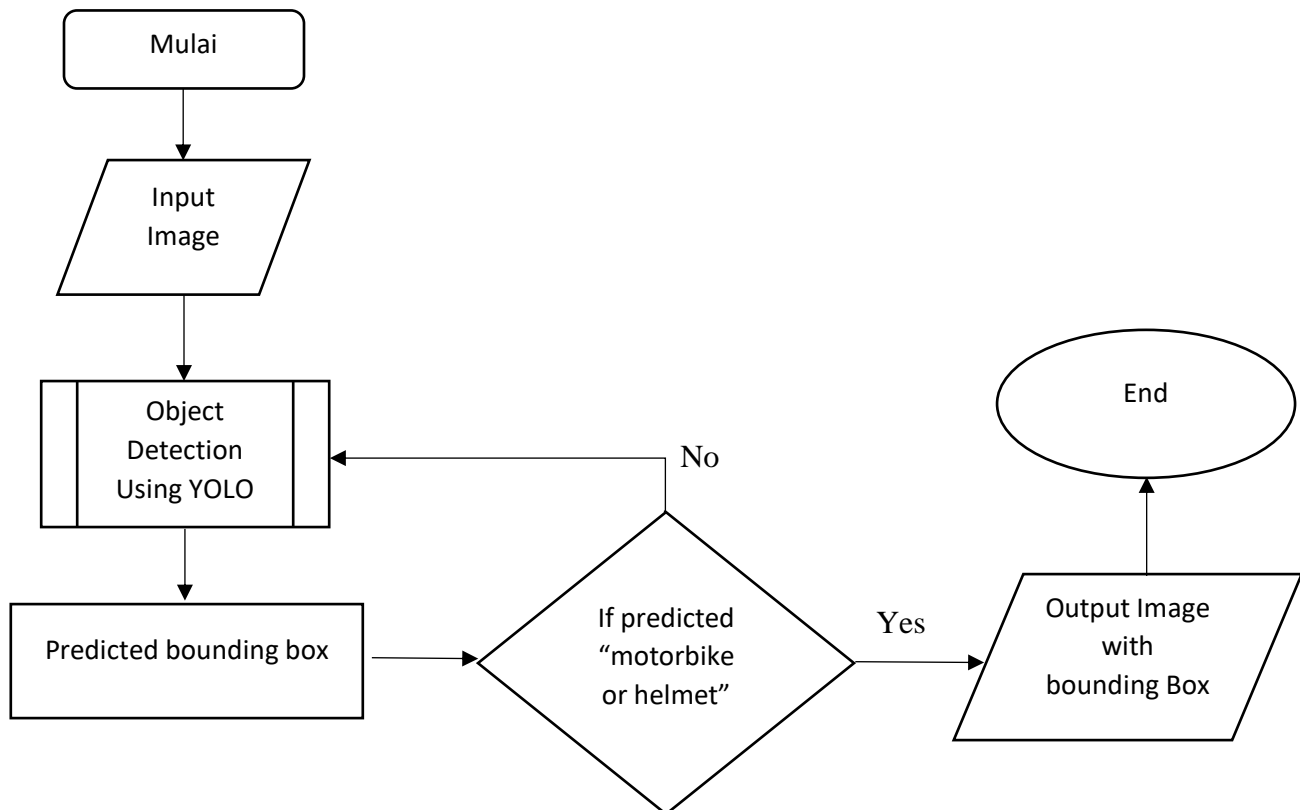 Mulai
Input
Image
Object
Detection
Using YOLO
Predicted bounding box
If predicted
“motorbike
or helmet”
No
Yes
Output Image
with
bounding Box
End